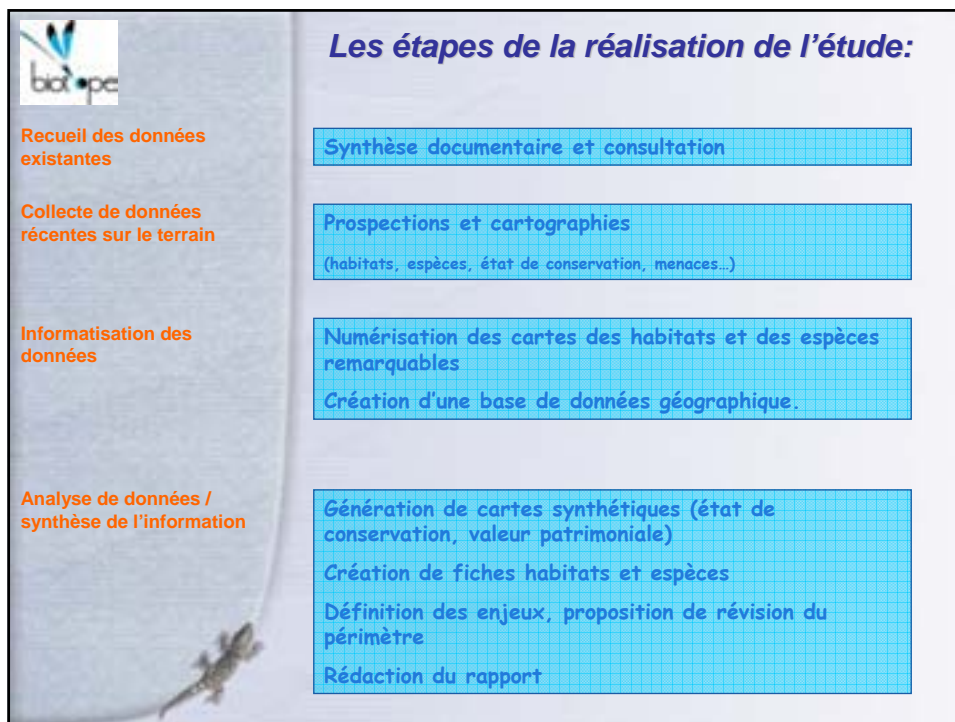 biotope
Les étapes de la réalisation de l'étude:
Recueil des données
existantes
Synthèse documentaire et consultation
Collecte de données
récentes sur le terrain
Prospections et cartographies
(habitats, espèces, état de conservation, menaces…)
Informatisation des
données
Numérisation des cartes des habitats et des espèces
remarquables
Création d'une base de données géographique.
Analyse de données /
synthèse de l'information
Génération de cartes synthétiques (état de
conservation, valeur patrimoniale)
Création de fiches habitats et espèces
Définition des enjeux, proposition de révision du
périmètre
Rédaction du rapport